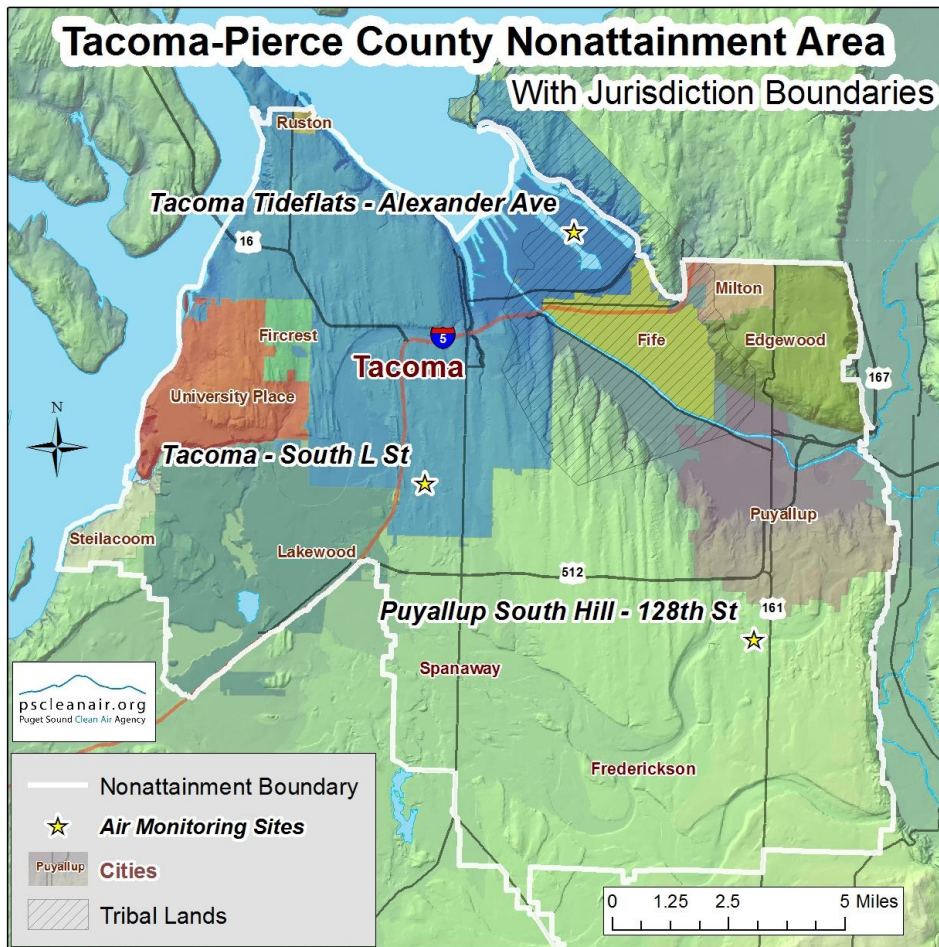 Tacoma-Pierce County Nonattainment Area
With Jurisdiction Boundaries
Ruston
Tacoma Tideflats - Alexander Ave
16
Milton
5
Fircrest
Fife
Edgewood
Tacoma
167
University Place
N
Tacoma - South L St
Puyallup
Steilacoom
Lakewood
512
Puyallup South Hill - 128th St
161
Spanaway
pscleanair.org
Puget Sound Clean Air Agency
Frederickson
Nonattainment Boundary
Air Monitoring Sites
Puyallup
Cities
Tribal Lands
0 1.25 2.5 5 Miles